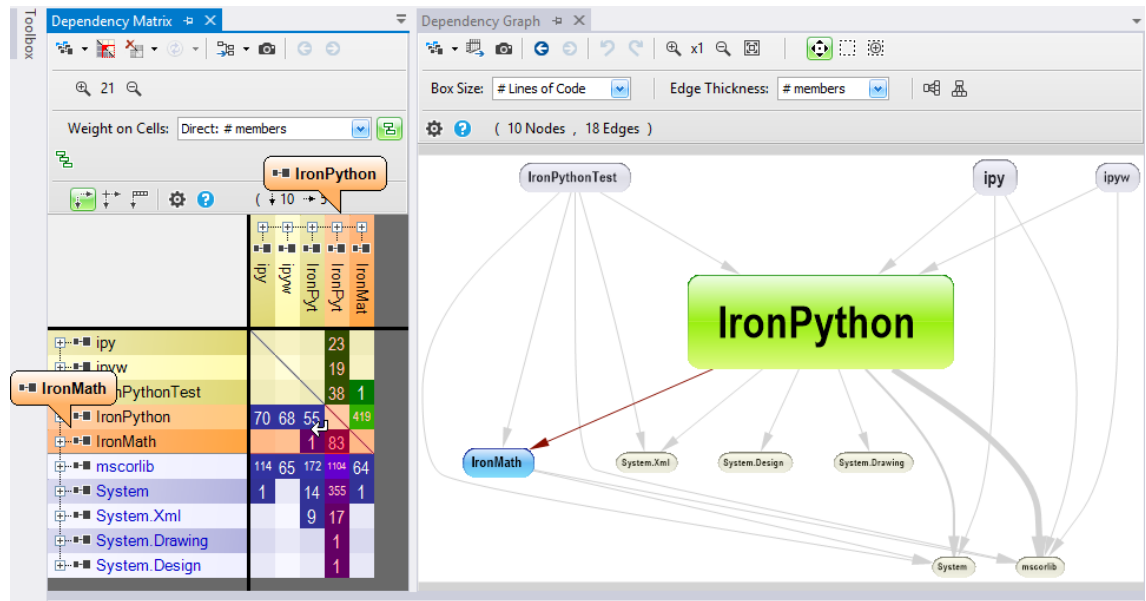 Toolbox
Dependency Matrix
21
Weight on Cells: Direct: # members
IronPython
( 10
ipy
ipyw
IronPyt
IronPyt
IronMat
ipy 23
ipyw 19
IronMath
nPythonTest 38 1
IronPython 70 68 55 419
IronMath 1 83
mscorlib 114 65 172 1104 64
System 1 14 355 1
System.Xml 9 17
System.Drawing 1
System.Design 1
Dependency Graph
x1
Box Size: # Lines of Code Edge Thickness: # members
( 10 Nodes , 18 Edges )
IronPythonTest ipy ipyw
IronPython
IronMath System.Xml System.Design System.Drawing
System mscorlib